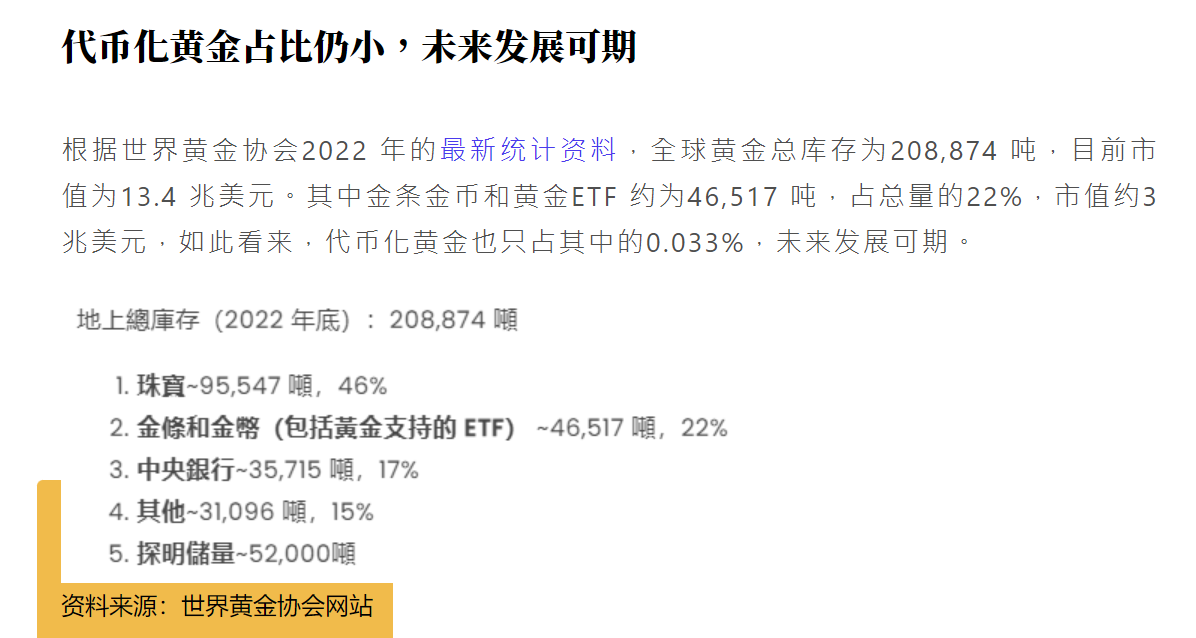 代币化黄金占比仍小，未来发展可期
根据世界黄金协会2022 年的最新统计资料，全球黄金总库存为208,874 吨，目前市
值为13.4 兆美元。其中金条金币和黄金ETF 约为46,517 吨，占总量的22%，市值约3
兆美元，如此看来，代币化黄金也只占其中的0.033%，未来发展可期。
地上總庫存（2022 年底）：208,874 噸
1. 珠寶~95,547 噸，46%
2. 金條和金幣（包括黃金支持的 ETF） ~46,517 噸，22%
3. 中央銀行~35,715 噸，17%
4. 其他~31,096 噸，15%
5. 探明儲量~52,000噸
资料来源：世界黄金协会网站